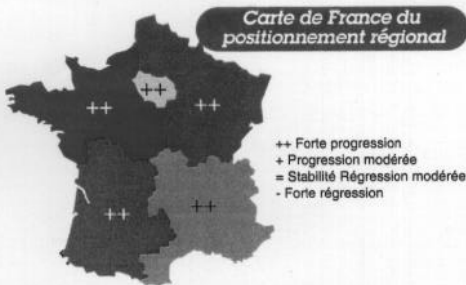 Carte de France du
positionnement régional
++
++ ++
++ Forte progression
+ Progression modérée
= Stabilité Régression modérée
- Forte régression
++
++